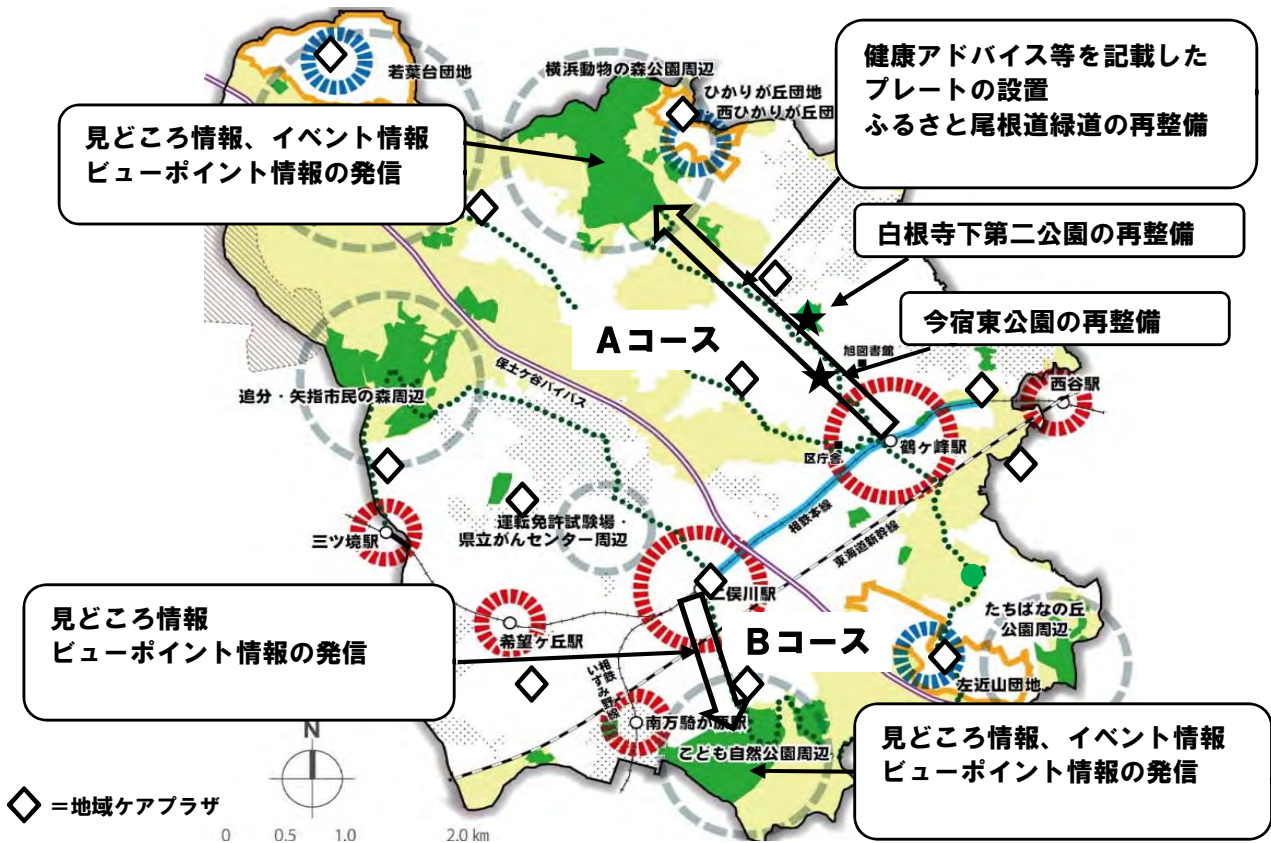 若葉台団地
横浜動物の森公園周辺
ひかりが丘団地
・西ひかりが丘団
健康アドバイス等を記載した
プレートの設置
ふるさと尾根道緑道の再整備
見どころ情報、イベント情報
ビューポイント情報の発信
白根寺下第二公園の再整備
今宿東公園の再整備
Aコース
旭図書館
保土ケ谷バイパス
西谷駅
追分・矢指市民の森周辺
鶴ケ峰駅
区庁舎
運転免許試験場・
県立がんセンター周辺
相鉄本線
東海道新幹線
三ツ境駅
二俣川駅
見どころ情報
ビューポイント情報の発信
希望ケ丘駅
Bコース
たちばなの丘
公園周辺
相鉄
いずみ野線
左近山団地
南万騎が原駅
こども自然公園周辺
見どころ情報、イベント情報
ビューポイント情報の発信
N
=地域ケアプラザ
0 0.5 1.0 2.0 km